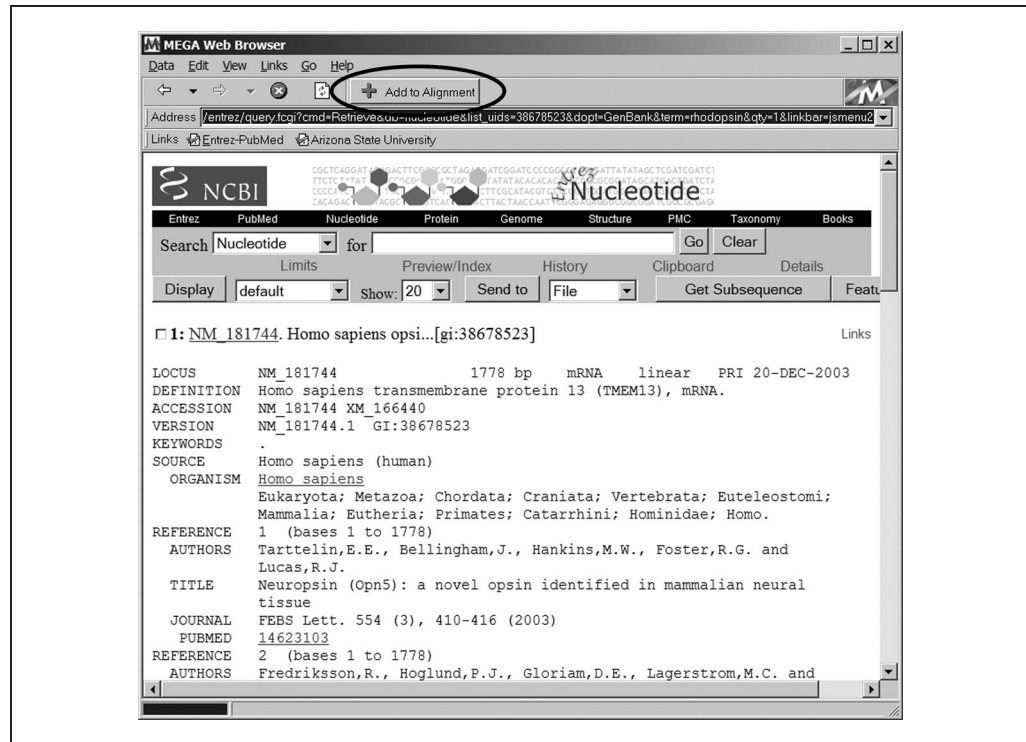 MEGA Web Browser
Data Edit View Links Go Help
Add to Alignment
Address /entrez/query.fcgi?cmd=Retrieve&db=nucleotide&list_uids=38678523&dopt=GenBank&term=rhodopsin&qty=1&linkbar=jsmenu2
Links Entrez-PubMed Arizona State University
NCBI Entrez Nucleotide
Entrez PubMed Nucleotide Protein Genome Structure PMC Taxonomy Books
Search Nucleotide for Go Clear
Limits Preview/Index History Clipboard Details
Display default Show: 20 Send to File Get Subsequence Featu
1: NM_181744. Homo sapiens opsi...[gi:38678523] Links
LOCUS NM_181744 1778 bp mRNA linear PRI 20-DEC-2003
DEFINITION Homo sapiens transmembrane protein 13 (TMEM13), mRNA.
ACCESSION NM_181744 XM_166440
VERSION NM_181744.1 GI:38678523
KEYWORDS .
SOURCE Homo sapiens (human)
ORGANISM Homo sapiens
Eukaryota; Metazoa; Chordata; Craniata; Vertebrata; Euteleostomi;
Mammalia; Eutheria; Primates; Catarrhini; Hominidae; Homo.
REFERENCE 1 (bases 1 to 1778)
AUTHORS Tarttelin,E.E., Bellingham,J., Hankins,M.W., Foster,R.G. and
Lucas,R.J.
TITLE Neuropsin (Opn5): a novel opsin identified in mammalian neural
tissue
JOURNAL FEBS Lett. 554 (3), 410-416 (2003)
PUBMED 14623103
REFERENCE 2 (bases 1 to 1778)
AUTHORS Fredriksson,R., Hoglund,P.J., Gloriam,D.E., Lagerstrom,M.C. and